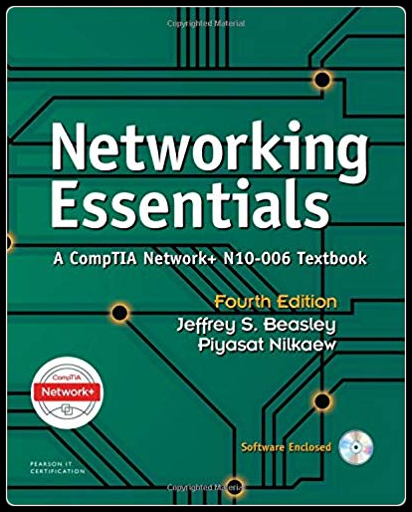 Copyrighted Material
Networking
Essentials
A CompTIA Network+ N10-006 Textbook
Fourth Edition
Jeffrey S. Beasley
Piyasat Nilkaew
CompTIA
Network+
Software Enclosed
PEARSON IT
CERTIFICATION
Copyrighted Material